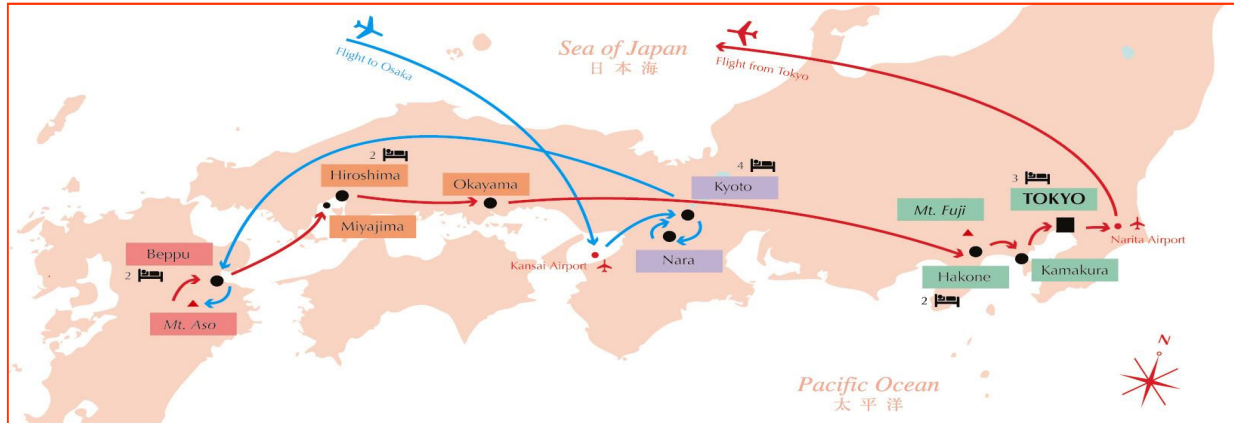 Flight to Osaka
Sea of Japan
日本海
Flight from Tokyo
2
Hiroshima
Okayama
4
Kyoto
3
TOKYO
Mt. Fuji
Miyajima
Narita Airport
Beppu
2
Kansai Airport
Nara
Hakone
Kamakura
2
Mt. Aso
N
Pacific Ocean
太平洋